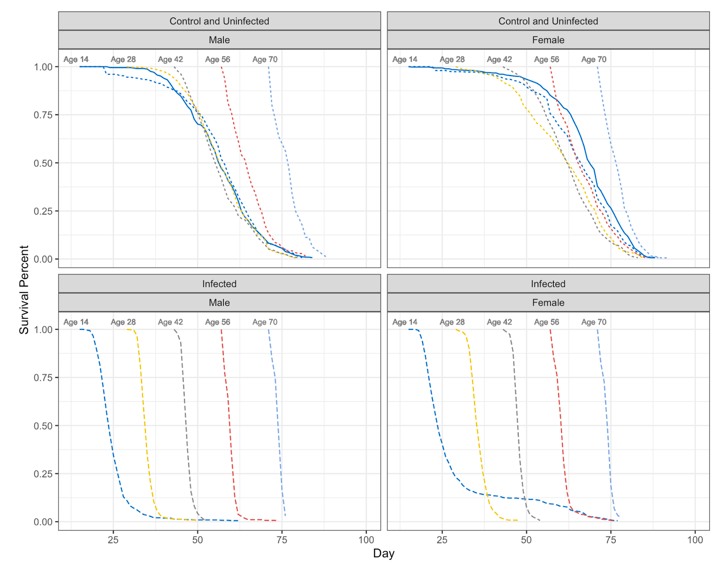 Control and Uninfected
Control and Uninfected
Male
Female
Age 14 Age 28 Age 42 Age 56 Age 70
Age 14 Age 28 Age 42 Age 56 Age 70
1.00
0.75
0.50
0.25
0.00
Survival Percent
Infected
Infected
Male
Female
Age 14 Age 28 Age 42 Age 56 Age 70
Age 14 Age 28 Age 42 Age 56 Age 70
1.00
0.75
0.50
0.25
0.00
25 50 75 100
25 50 75 100
Day